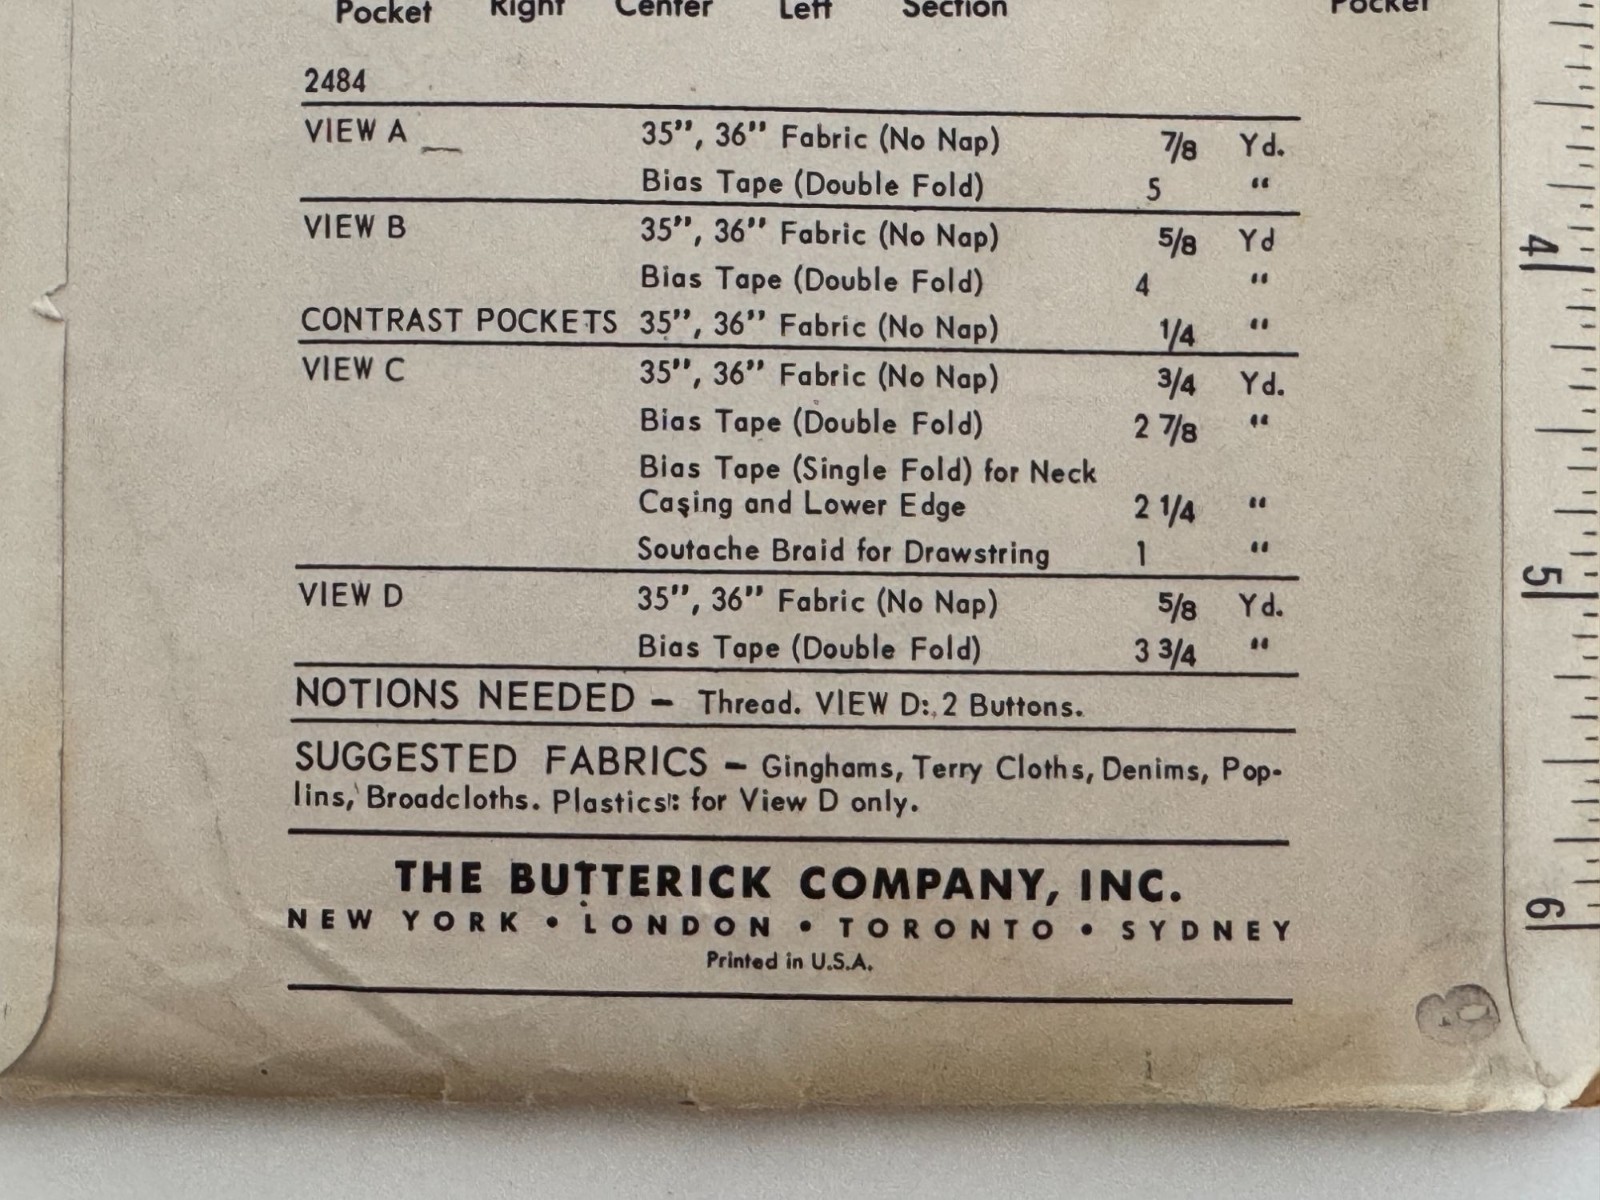 Pocket Right Center Left Section Pocket
2484
VIEW A 35", 36" Fabric (No Nap) 7/8 Yd.
Bias Tape (Double Fold) 5 "
VIEW B 35", 36" Fabric (No Nap) 5/8 Yd
Bias Tape (Double Fold) 4 "
CONTRAST POCKETS 35", 36" Fabric (No Nap) 1/4 "
VIEW C 35", 36" Fabric (No Nap) 3/4 Yd.
Bias Tape (Double Fold) 2 7/8 "
Bias Tape (Single Fold) for Neck
Casing and Lower Edge 2 1/4 "
Soutache Braid for Drawstring 1 "
VIEW D 35", 36" Fabric (No Nap) 5/8 Yd.
Bias Tape (Double Fold) 3 3/4 "
NOTIONS NEEDED – Thread. VIEW D: 2 Buttons.
SUGGESTED FABRICS – Ginghams, Terry Cloths, Denims, Pop-
lins, Broadcloths. Plastics: for View D only.
THE BUTTERICK COMPANY, INC.
NEW YORK • LONDON • TORONTO • SYDNEY
Printed in U.S.A.
4
5
6
8